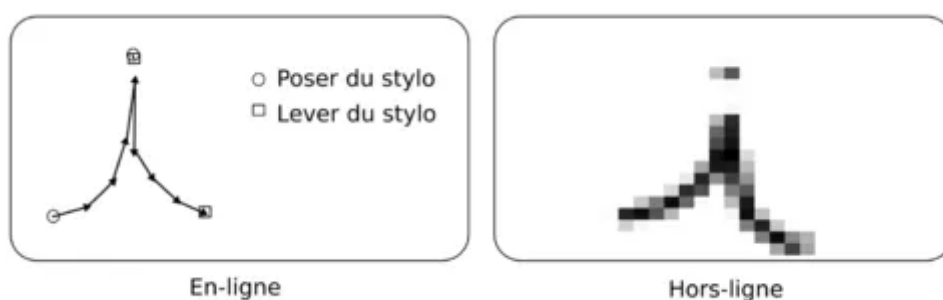 Poser du stylo
Lever du stylo
En-ligne
Hors-ligne